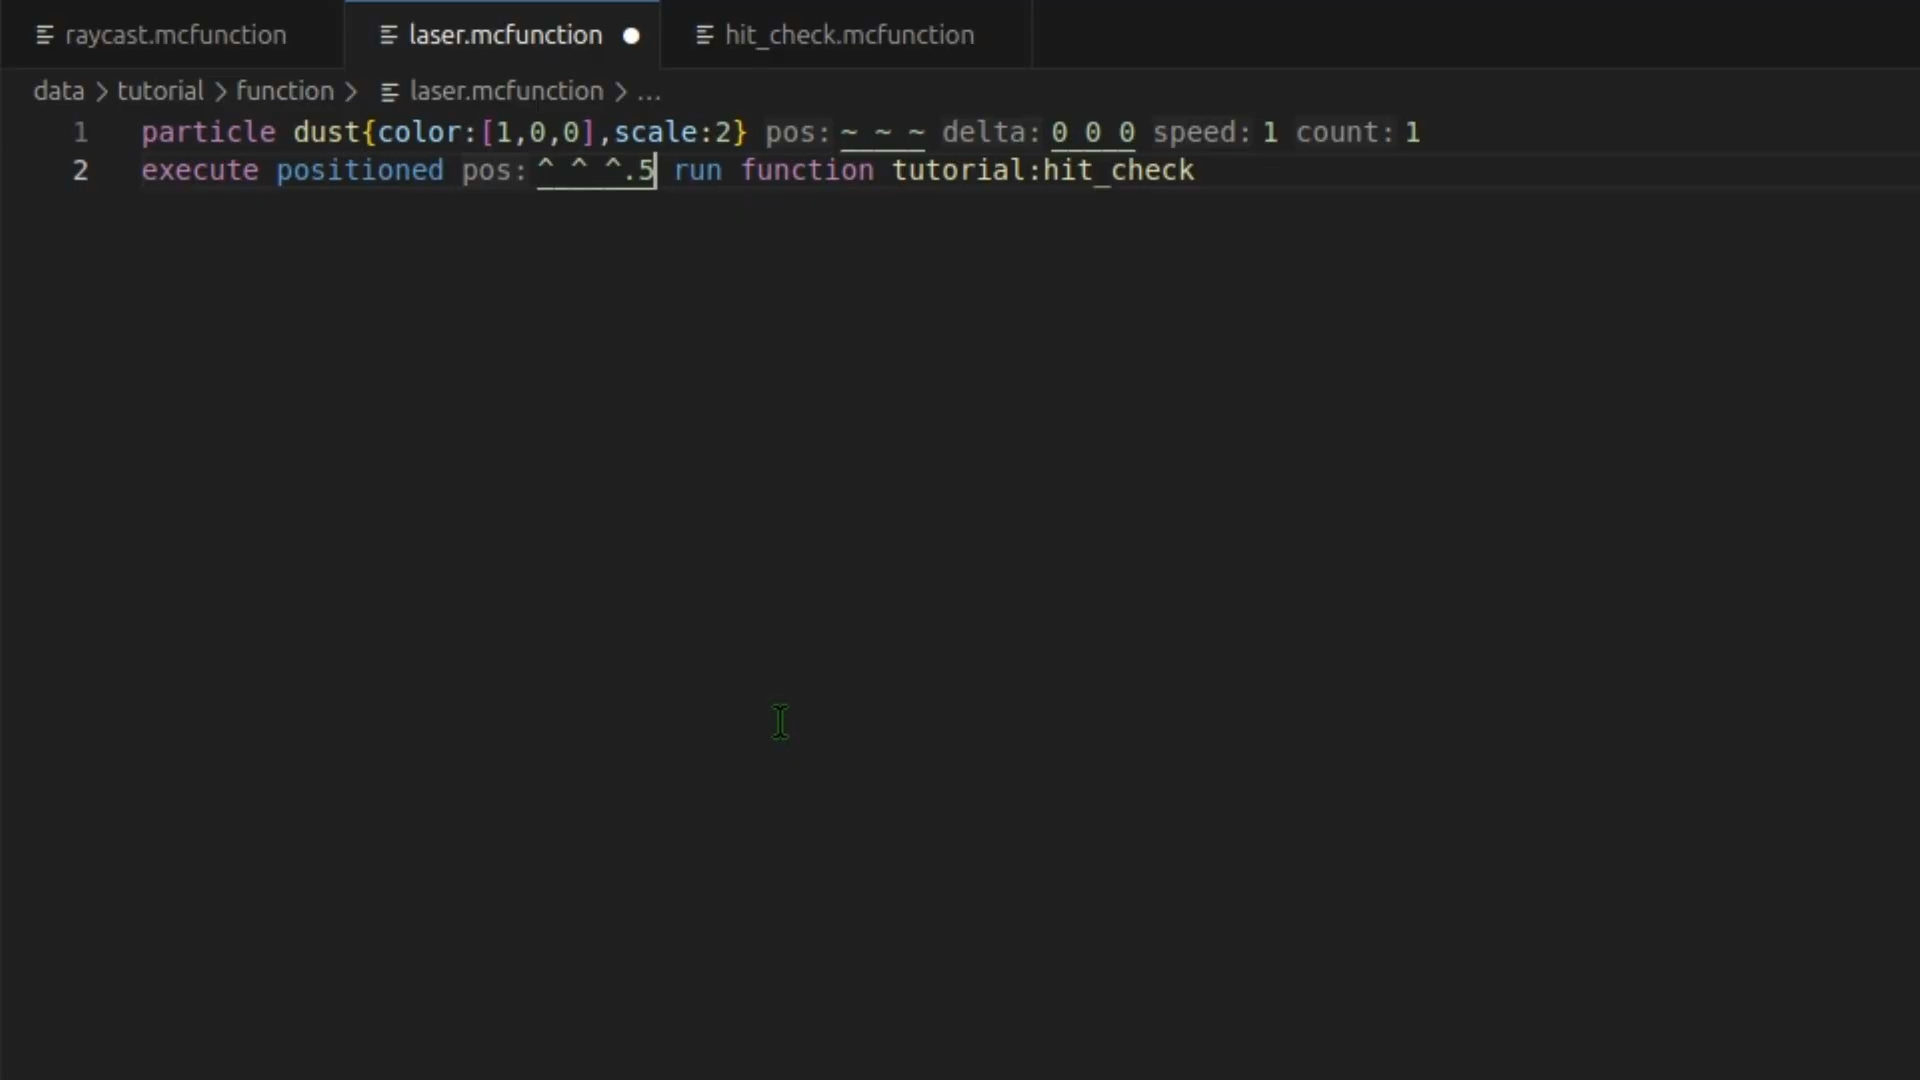 raycast.mcfunction laser.mcfunction hit_check.mcfunction
data > tutorial > function > laser.mcfunction > ...
1 particle dust{color:[1,0,0],scale:2} pos: ~ ~ ~ delta: 0 0 0 speed: 1 count: 1
2 execute positioned pos: ^ ^ ^.5 run function tutorial:hit_check